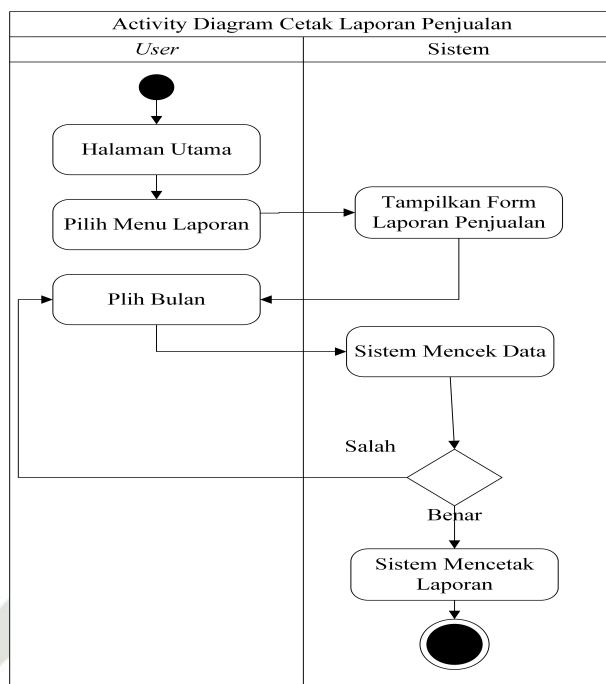 Activity Diagram Cetak Laporan Penjualan
User
Sistem
Halaman Utama
Pilih Menu Laporan
Tampilkan Form
Laporan Penjualan
Plih Bulan
Sistem Mencek Data
Salah
Benar
Sistem Mencetak
Laporan